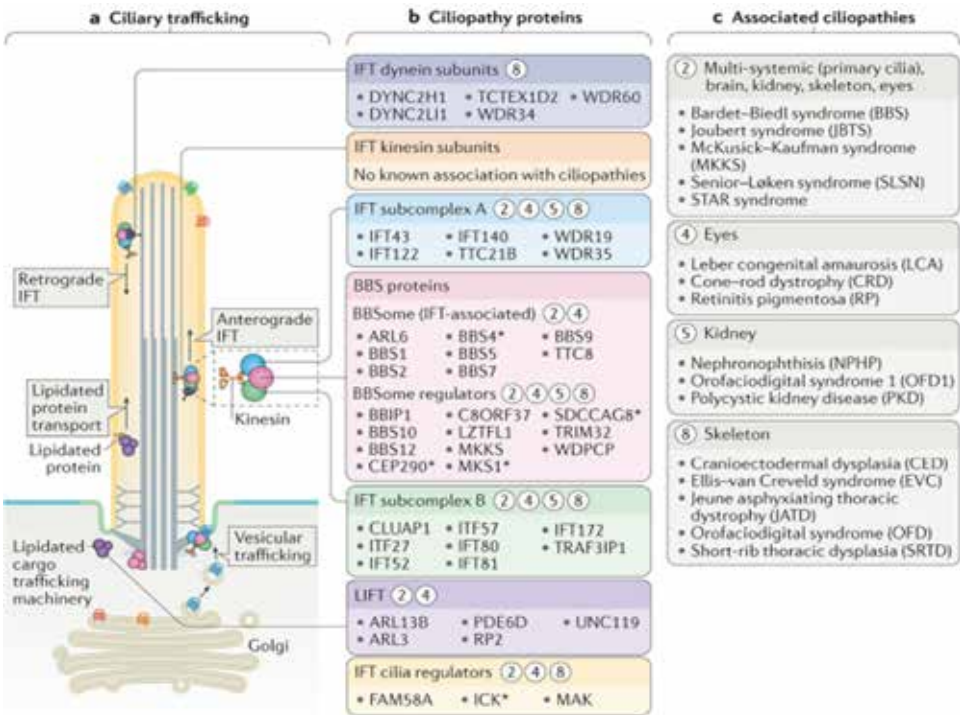 a Ciliary trafficking
Retrograde
IFT
Anterograde
IFT
Lipidated
protein
transport
Lipidated
protein
Kinesin
Lipidated
cargo
trafficking
machinery
Vesicular
trafficking
Golgi
b Ciliopathy proteins
IFT dynein subunits 8
• DYNC2H1 • TCTEX1D2 • WDR60
• DYNC2LI1 • WDR34
IFT kinesin subunits
No known association with ciliopathies
IFT subcomplex A 2 4 5 8
• IFT43 • IFT140 • WDR19
• IFT122 • TTC21B • WDR35
BBS proteins
BBSome (IFT-associated) 2 4
• ARL6 • BBS4* • BBS9
• BBS1 • BBS5 • TTC8
• BBS2 • BBS7
BBSome regulators 2 4 5 8
• BBIP1 • C8ORF37 • SDCCAG8*
• BBS10 • LZTFL1 • TRIM32
• BBS12 • MKKS • WDPCP
• CEP290* • MKS1*
IFT subcomplex B 2 4 5 8
• CLUAP1 • ITF57 • IFT172
• ITF27 • IFT80 • TRAF3IP1
• IFT52 • IFT81
LIFT 2 4
• ARL13B • PDE6D • UNC119
• ARL3 • RP2
IFT cilia regulators 2 4 8
• FAM58A • ICK* • MAK
c Associated ciliopathies
2 Multi-systemic (primary cilia),
brain, kidney, skeleton, eyes
• Bardet–Biedl syndrome (BBS)
• Joubert syndrome (JBTS)
• McKusick–Kaufman syndrome
(MKKS)
• Senior–Løken syndrome (SLSN)
• STAR syndrome
4 Eyes
• Leber congenital amaurosis (LCA)
• Cone–rod dystrophy (CRD)
• Retinitis pigmentosa (RP)
5 Kidney
• Nephronophthisis (NPHP)
• Orofaciodigital syndrome 1 (OFD1)
• Polycystic kidney disease (PKD)
8 Skeleton
• Cranioectodermal dysplasia (CED)
• Ellis–van Creveld syndrome (EVC)
• Jeune asphyxiating thoracic
dystrophy (JATD)
• Orofaciodigital syndrome (OFD)
• Short-rib thoracic dysplasia (SRTD)